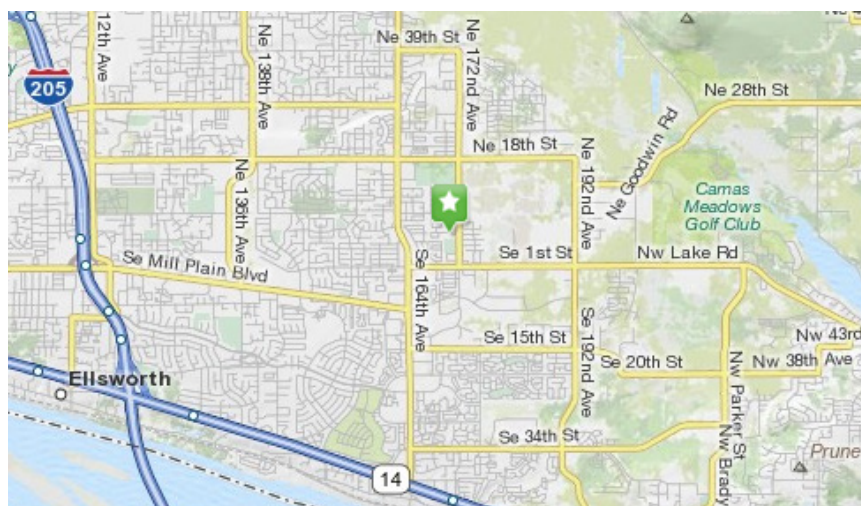 12th Ave
Ne 39th St
Ne 138th Ave
Ne 172nd Ave
205
Ne 28th St
Ne 18th St
Ne 136th Ave
Ne 192nd Ave
Ne Goodwin Rd
Camas
Meadows
Golf Club
Se Mill Plain Blvd
Se 164th Ave
Se 1st St
Nw Lake Rd
Se 15th St
Se 192nd Ave
Se 20th St
Nw 43rd
Nw 38th Ave
Ellsworth
Nw Parker St
Se 34th St
Nw Brady
Prune
14